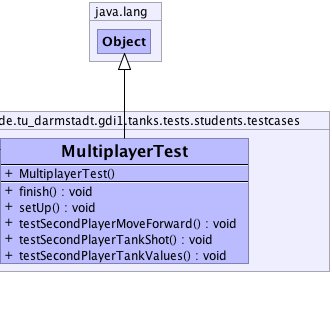 java.lang
Object
de.tu_darmstadt.gdi1.tanks.tests.students.testcases
MultiplayerTest
+ MultiplayerTest()
+ finish() : void
+ setUp() : void
+ testSecondPlayerMoveForward() : void
+ testSecondPlayerTankShot() : void
+ testSecondPlayerTankValues() : void